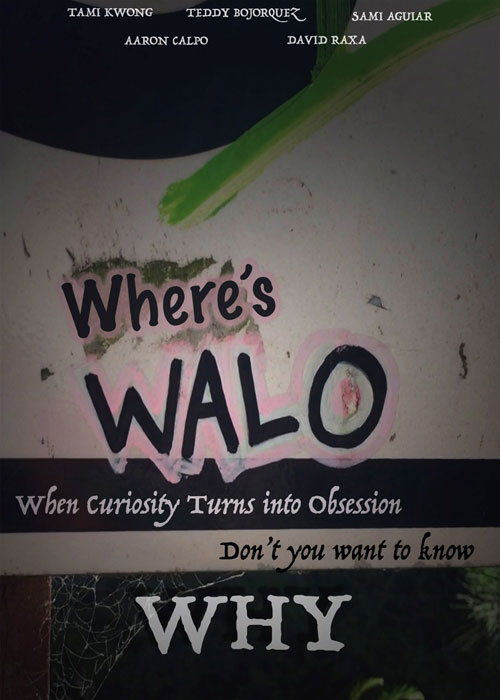 TAMI KWONG TEDDY BOJORQUEZ SAMI AGUIAR
AARON CALPO DAVID RAXA
Where's
WALO
When Curiosity Turns into Obsession
Don't you want to know
WHY